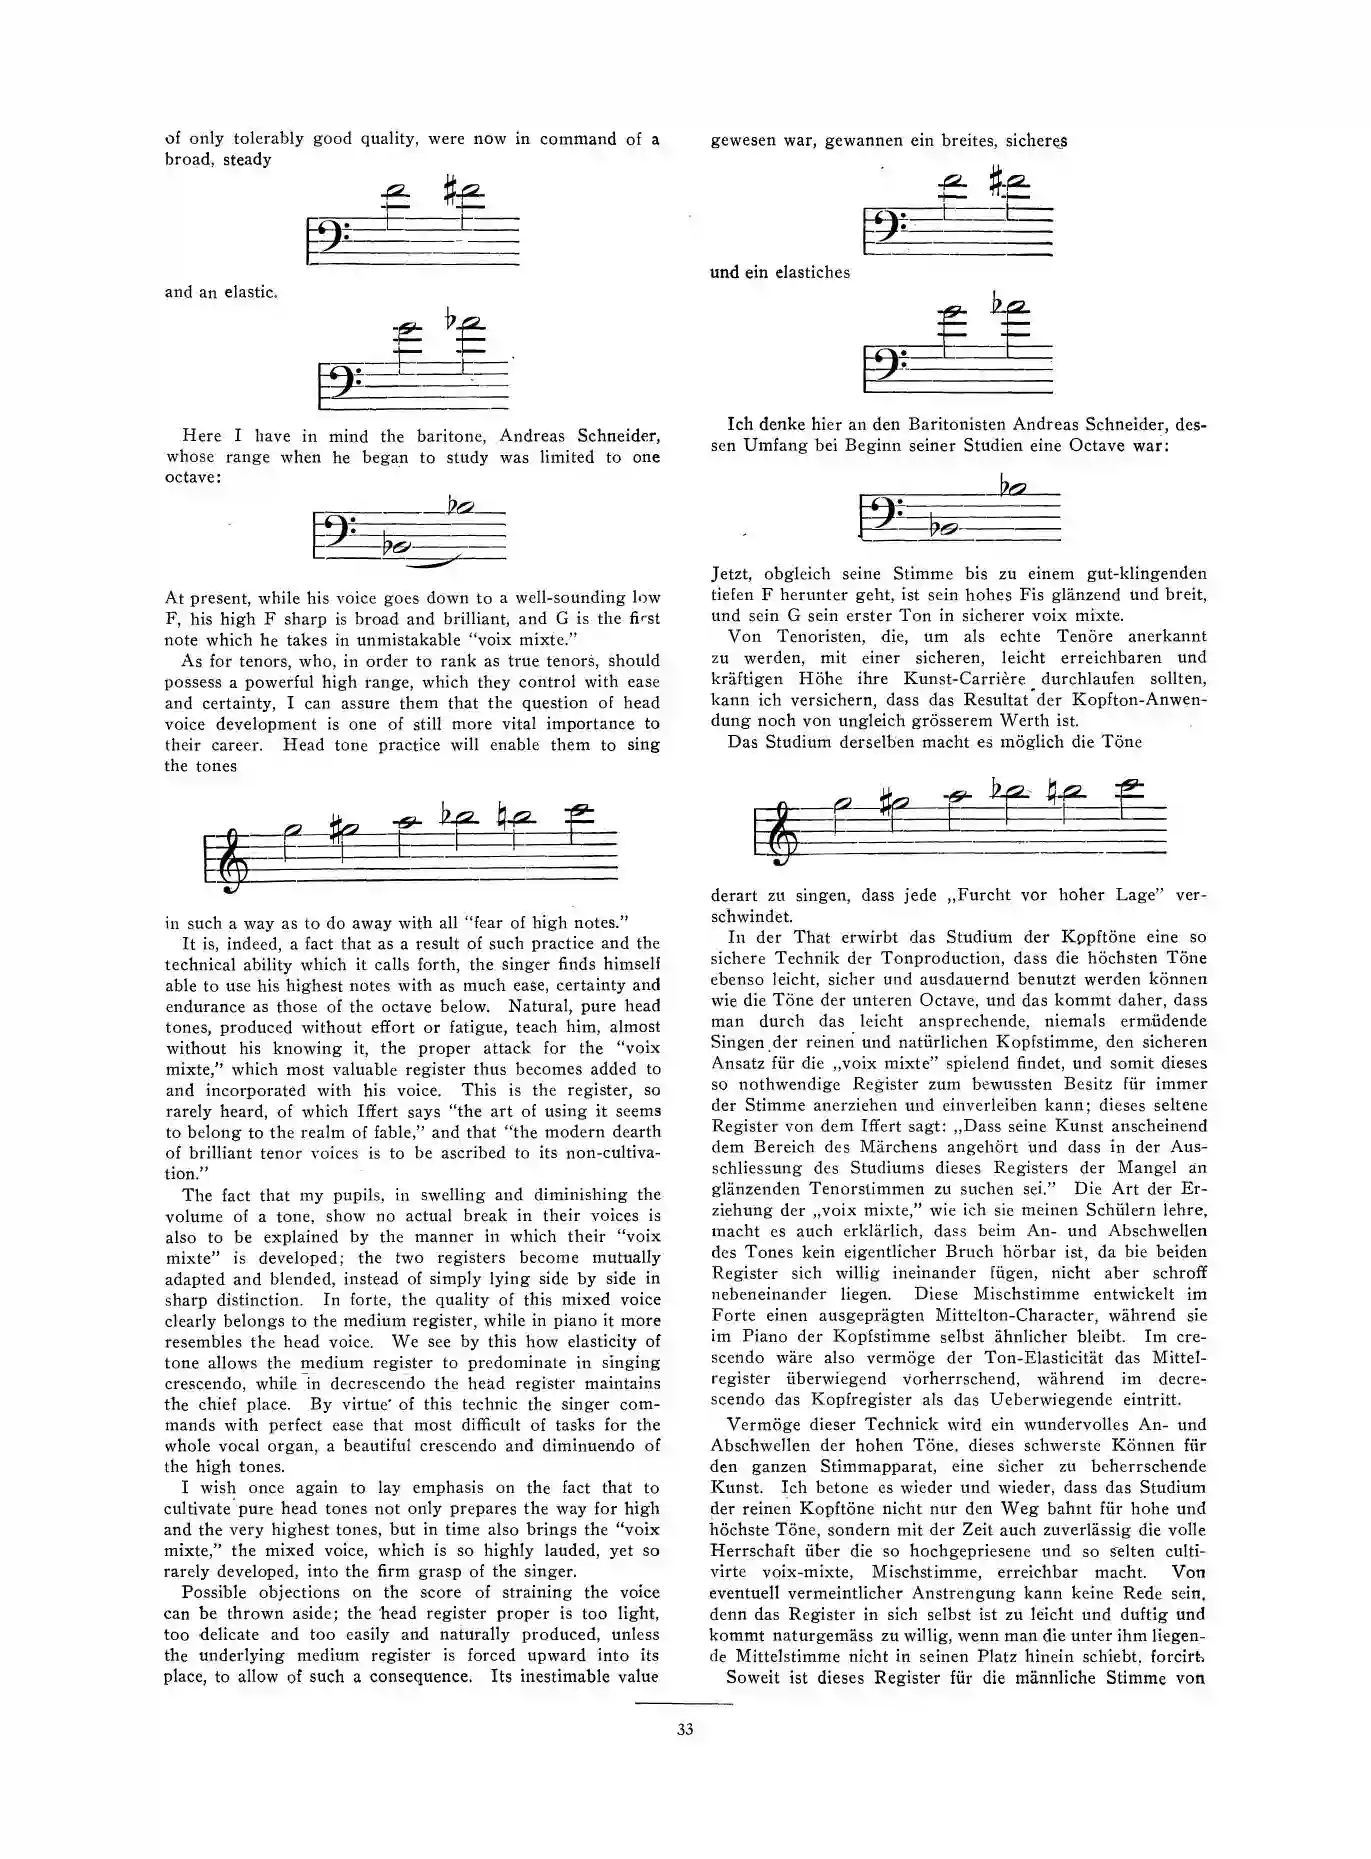 of only tolerably good quality, were now in command of a
broad, steady
and an elastic.
Here I have in mind the baritone, Andreas Schneider,
whose range when he began to study was limited to one
octave:
At present, while his voice goes down to a well-sounding low
F, his high F sharp is broad and brilliant, and G is the first
note which he takes in unmistakable “voix mixte.”
As for tenors, who, in order to rank as true tenors, should
possess a powerful high range, which they control with ease
and certainty, I can assure them that the question of head
voice development is one of still more vital importance to
their career. Head tone practice will enable them to sing
the tones
in such a way as to do away with all “fear of high notes.”
It is, indeed, a fact that as a result of such practice and the
technical ability which it calls forth, the singer finds himself
able to use his highest notes with as much ease, certainty and
endurance as those of the octave below. Natural, pure head
tones, produced without effort or fatigue, teach him, almost
without his knowing it, the proper attack for the “voix
mixte,” which most valuable register thus becomes added to
and incorporated with his voice. This is the register, so
rarely heard, of which Iffert says “the art of using it seems
to belong to the realm of fable,” and that “the modern dearth
of brilliant tenor voices is to be ascribed to its non-cultiva-
tion.”
The fact that my pupils, in swelling and diminishing the
volume of a tone, show no actual break in their voices is
also to be explained by the manner in which their “voix
mixte” is developed; the two registers become mutually
adapted and blended, instead of simply lying side by side in
sharp distinction. In forte, the quality of this mixed voice
clearly belongs to the medium register, while in piano it more
resembles the head voice. We see by this how elasticity of
tone allows the medium register to predominate in singing
crescendo, while in decrescendo the head register maintains
the chief place. By virtue of this technic the singer com-
mands with perfect ease that most difficult of tasks for the
whole vocal organ, a beautiful crescendo and diminuendo of
the high tones.
I wish once again to lay emphasis on the fact that to
cultivate pure head tones not only prepares the way for high
and the very highest tones, but in time also brings the “voix
mixte,” the mixed voice, which is so highly lauded, yet so
rarely developed, into the firm grasp of the singer.
Possible objections on the score of straining the voice
can be thrown aside; the head register proper is too light,
too delicate and too easily and naturally produced, unless
the underlying medium register is forced upward into its
place, to allow of such a consequence. Its inestimable value
gewesen war, gewannen ein breites, sicheres
und ein elastiches
Ich denke hier an den Baritonisten Andreas Schneider, des-
sen Umfang bei Beginn seiner Studien eine Octave war:
Jetzt, obgleich seine Stimme bis zu einem gut-klingenden
tiefen F herunter geht, ist sein hohes Fis glänzend und breit,
und sein G sein erster Ton in sicherer voix mixte.
Von Tenoristen, die, um als echte Tenöre anerkannt
zu werden, mit einer sicheren, leicht erreichbaren und
kräftigen Höhe ihre Kunst-Carrière durchlaufen sollten,
kann ich versichern, dass das Resultat der Kopfton-Anwen-
dung noch von ungleich grösserem Werth ist.
Das Studium derselben macht es möglich die Töne
derart zu singen, dass jede „Furcht vor hoher Lage” ver-
schwindet.
In der That erwirbt das Studium der Kopftöne eine so
sichere Technik der Tonproduction, dass die höchsten Töne
ebenso leicht, sicher und ausdauernd benutzt werden können
wie die Töne der unteren Octave, und das kommt daher, dass
man durch das leicht ansprechende, niemals ermüdende
Singen der reinen und natürlichen Kopfstimme, den sicheren
Ansatz für die „voix mixte” spielend findet, und somit dieses
so nothwendige Register zum bewussten Besitz für immer
der Stimme anerziehen und einverleiben kann; dieses seltene
Register von dem Iffert sagt: „Dass seine Kunst anscheinend
dem Bereich des Märchens angehört und dass in der Aus-
schliessung des Studiums dieses Registers der Mangel an
glänzenden Tenorstimmen zu suchen sei.” Die Art der Er-
ziehung der „voix mixte,” wie ich sie meinen Schülern lehre,
macht es auch erklärlich, dass beim An- und Abschwellen
des Tones kein eigentlicher Bruch hörbar ist, da bie beiden
Register sich willig ineinander fügen, nicht aber schroff
nebeneinander liegen. Diese Mischstimme entwickelt im
Forte einen ausgeprägten Mittelton-Character, während sie
im Piano der Kopfstimme selbst ähnlicher bleibt. Im cre-
scendo wäre also vermöge der Ton-Elasticität das Mittel-
register überwiegend vorherrschend, während im decre-
scendo das Kopfregister als das Ueberwiegende eintritt.
Vermöge dieser Technick wird ein wundervolles An- und
Abschwellen der hohen Töne, dieses schwerste Können für
den ganzen Stimmapparat, eine sicher zu beherrschende
Kunst. Ich betone es wieder und wieder, dass das Studium
der reinen Kopftöne nicht nur den Weg bahnt für hohe und
höchste Töne, sondern mit der Zeit auch zuverlässig die volle
Herrschaft über die so hochgepriesene und so selten culti-
virte voix-mixte, Mischstimme, erreichbar macht. Von
eventuell vermeintlicher Anstrengung kann keine Rede sein,
denn das Register in sich selbst ist zu leicht und duftig und
kommt naturgemäss zu willig, wenn man die unter ihm liegen-
de Mittelstimme nicht in seinen Platz hinein schiebt, forcirt.
Soweit ist dieses Register für die männliche Stimme von
33